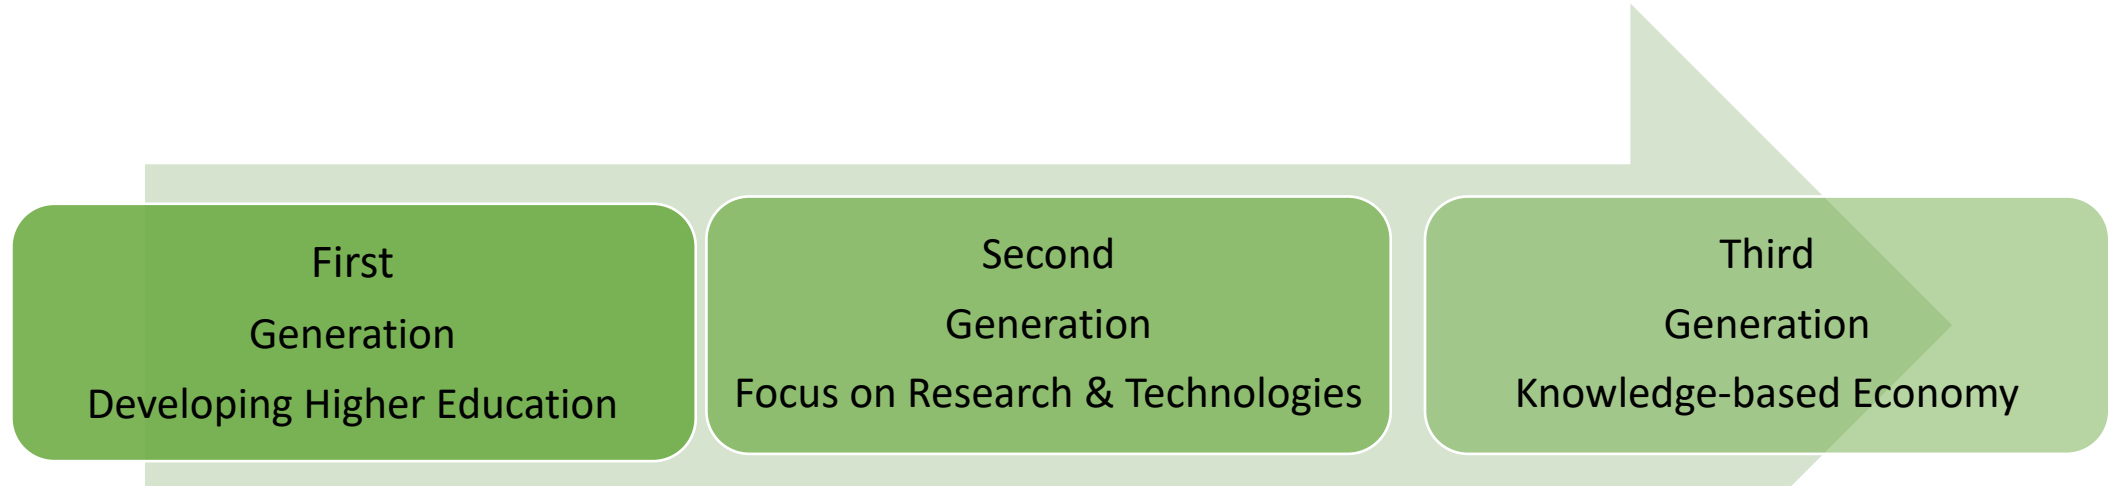 First
Generation
Developing Higher Education
Second
Generation
Focus on Research & Technologies
Third
Generation
Knowledge-based Economy